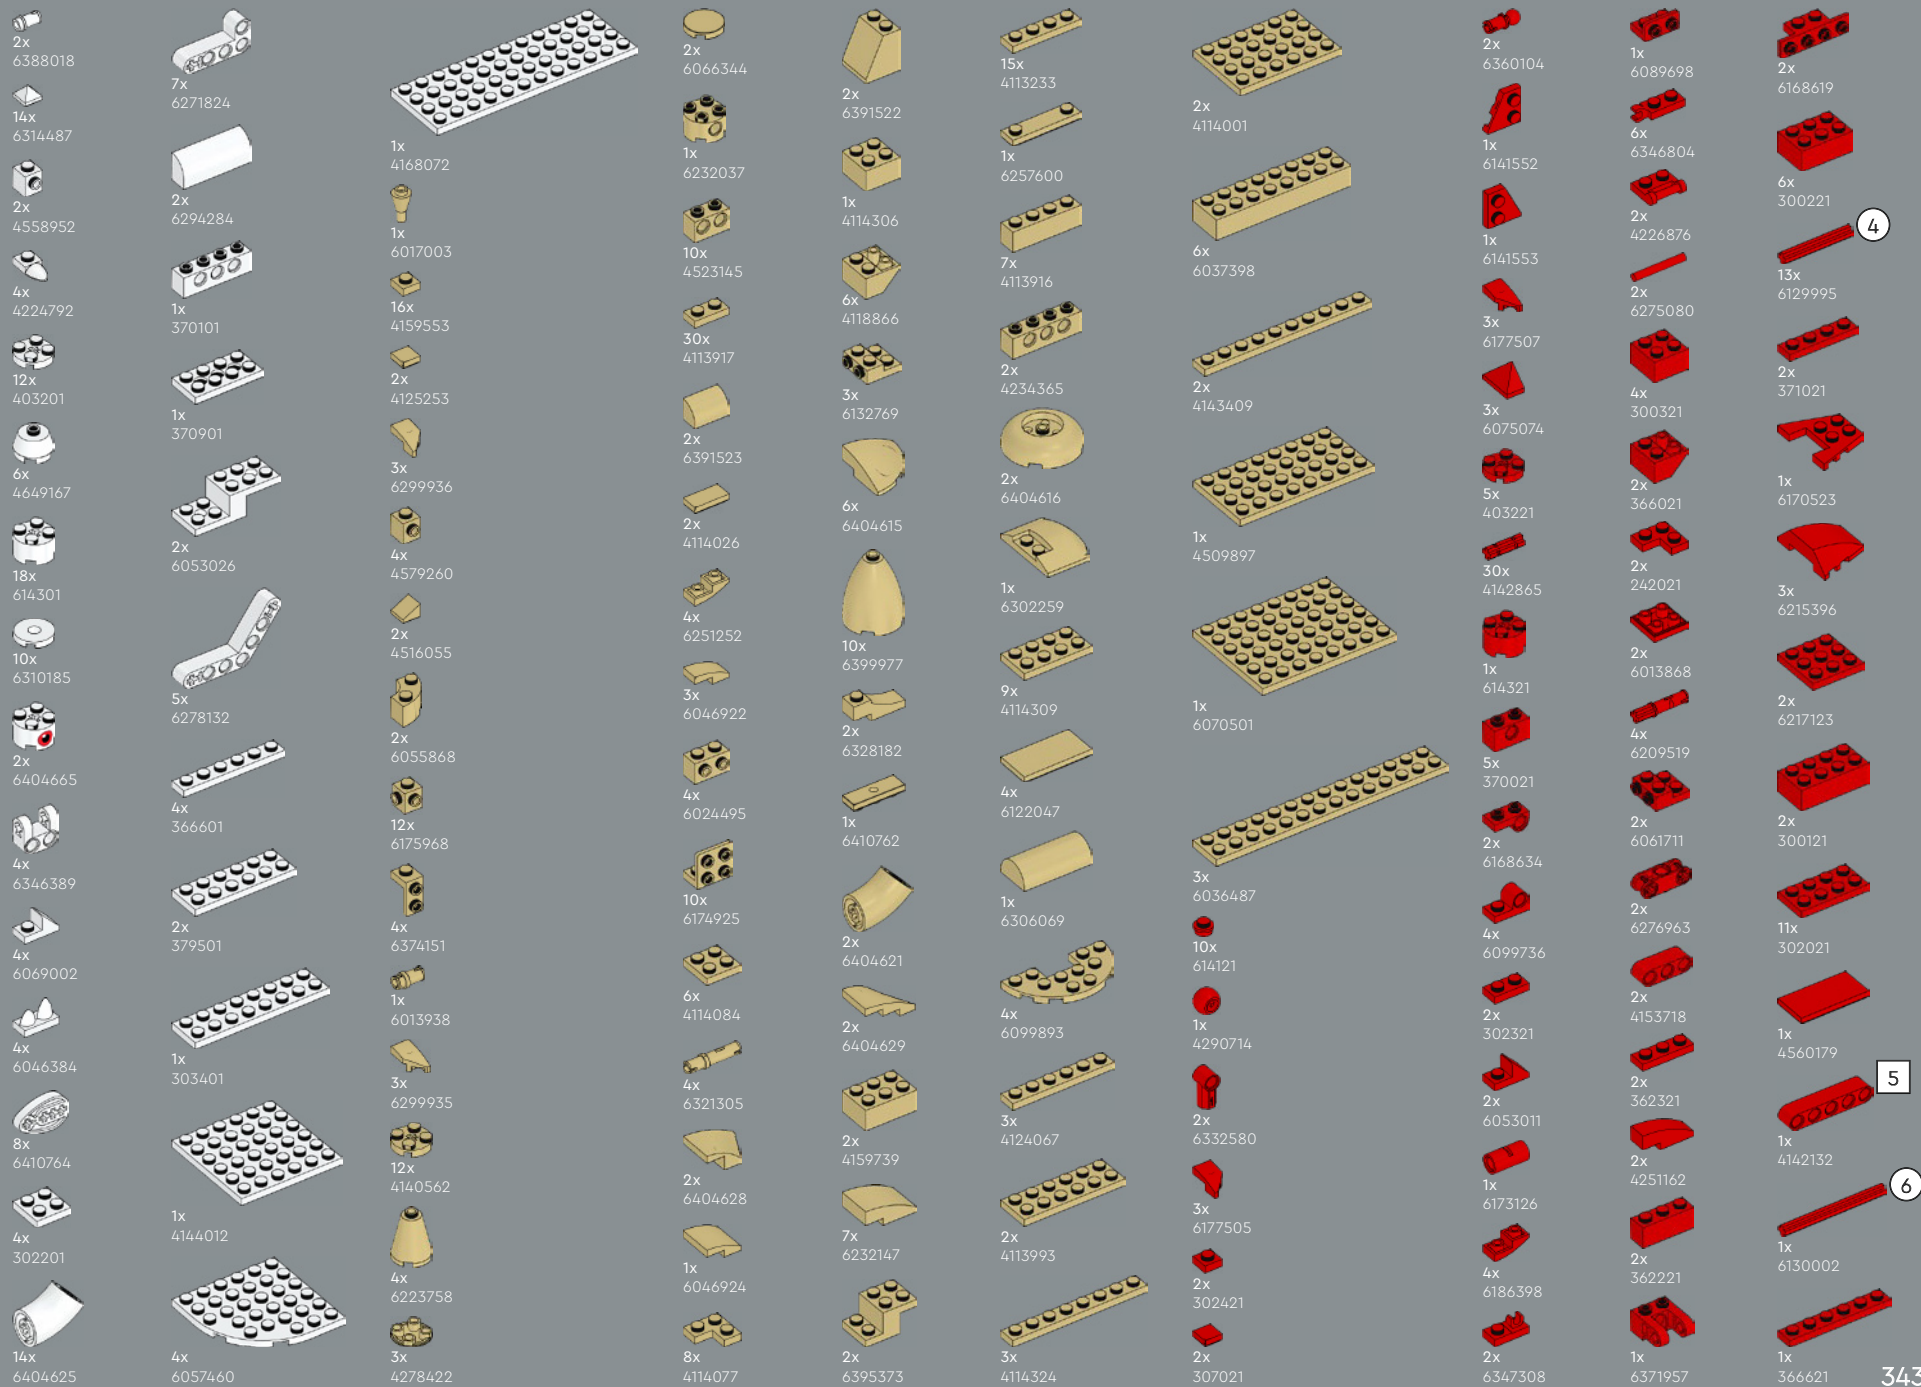 2x
6388018
14x
6314487
2x
4558952
4x
4224792
12x
403201
6x
4649167
18x
614301
10x
6310185
2x
6404665
4x
6346389
4x
6069002
4x
6046384
8x
6410764
4x
302201
14x
6404625
7x
6271824
2x
6294284
1x
370101
1x
370901
2x
6053026
5x
6278132
4x
366601
2x
379501
1x
303401
1x
4144012
4x
6057460
1x
4168072
1x
6017003
16x
4159553
2x
4125253
3x
6299936
4x
4579260
2x
4516055
2x
6055868
12x
6175968
4x
6374151
1x
6013938
3x
6299935
12x
4140562
4x
6223758
3x
4278422
2x
6066344
1x
6232037
10x
4523145
30x
4113917
2x
6391523
2x
4114026
4x
6251252
3x
6046922
4x
6024495
10x
6174925
6x
4114084
4x
6321305
2x
6404628
1x
6046924
8x
4114077
2x
6391522
1x
4114306
6x
4118866
3x
6132769
6x
6404615
10x
6399977
2x
6328182
1x
6410762
2x
6404621
2x
6404629
2x
4159739
7x
6232147
2x
6395373
15x
4113233
1x
6257600
7x
4113916
2x
4234365
2x
6404616
1x
6302259
9x
4114309
4x
6122047
1x
6306069
4x
6099893
3x
4124067
2x
4113993
3x
4114324
2x
4114001
6x
6037398
2x
4143409
1x
4509897
1x
6070501
3x
6036487
10x
614121
1x
4290714
2x
6332580
3x
6177505
2x
302421
2x
307021
2x
6360104
1x
6141552
1x
6141553
3x
6177507
3x
6075074
5x
403221
30x
4142865
1x
614321
5x
370021
2x
6168634
4x
6099736
2x
302321
2x
6053011
1x
6173126
4x
6186398
2x
6347308
1x
6089698
6x
6346804
2x
4226876
2x
6275080
4x
300321
2x
366021
2x
242021
2x
6013868
4x
6209519
2x
6061711
2x
6276963
2x
4153718
2x
362321
2x
4251162
2x
362221
1x
6371957
2x
6168619
6x
300221
4
13x
6129995
2x
371021
1x
6170523
3x
6215396
2x
6217123
2x
300121
11x
302021
1x
4560179
5
1x
4142132
6
1x
6130002
1x
366621
343